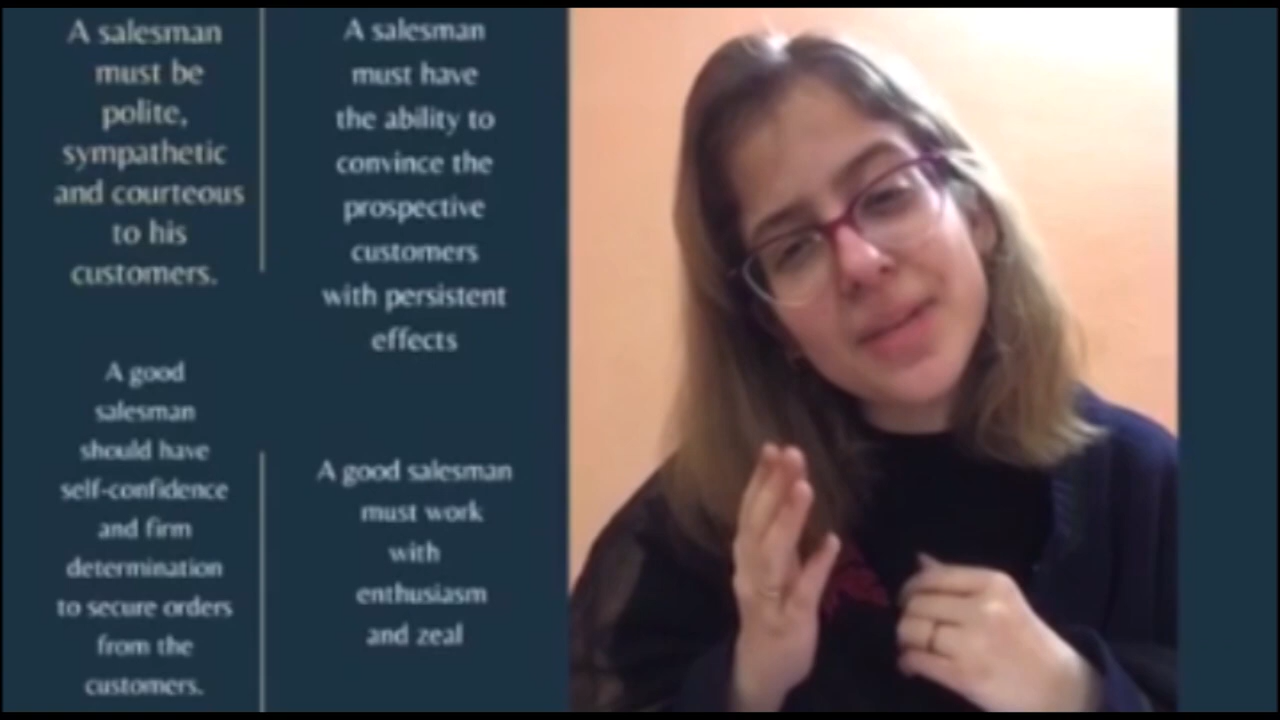 A salesman
must be
polite,
sympathetic
and courteous
to his
customers.
A salesman
must have
the ability to
convince the
prospective
customers
with persistent
effects
A good
salesman
should have
self-confidence
and firm
determination
to secure orders
from the
customers.
A good salesman
must work
with
enthusiasm
and zeal